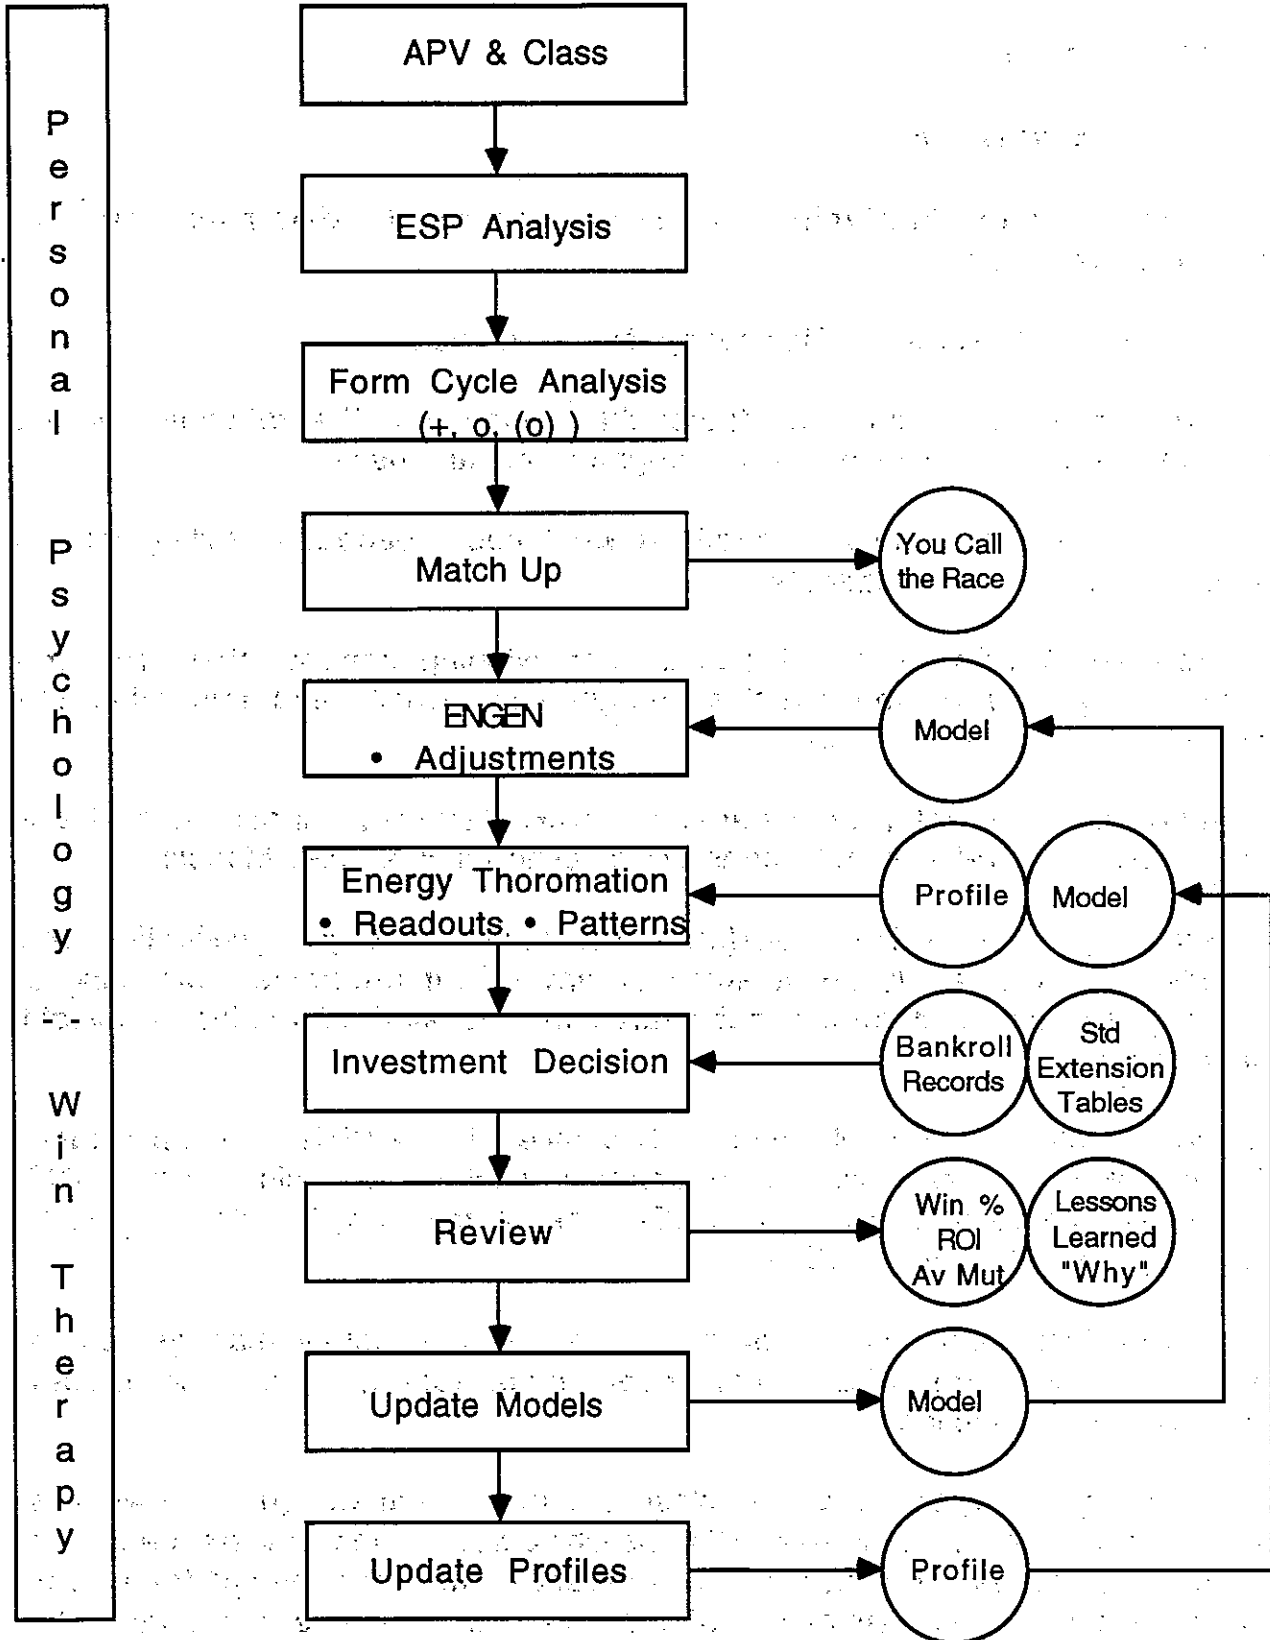 Personal Psychology -- Win Therapy
APV & Class
ESP Analysis
Form Cycle Analysis
(+, o, (o) )
Match Up
You Call
the Race
ENGEN
• Adjustments
Model
Energy Thoromation
• Readouts • Patterns
Profile
Model
Investment Decision
Bankroll
Records
Std
Extension
Tables
Review
Win %
ROI
Av Mut
Lessons
Learned
"Why"
Update Models
Model
Update Profiles
Profile